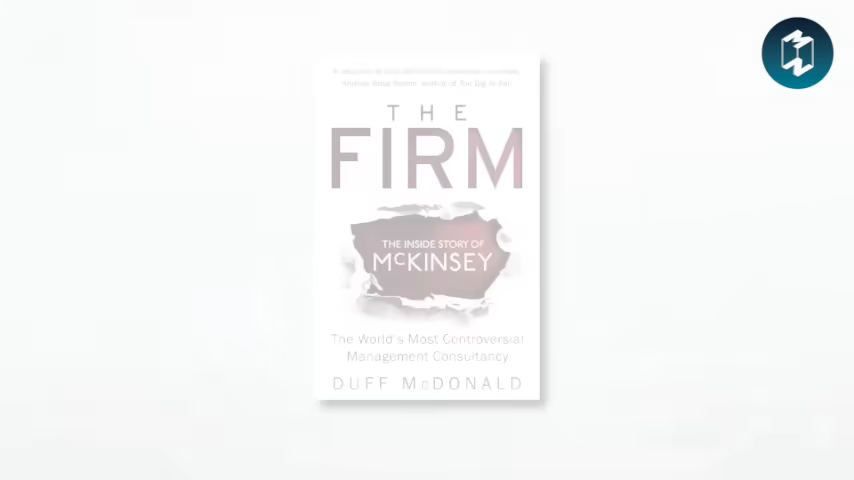 THE
FIRM
THE INSIDE STORY OF
McKINSEY
The World's Most Controversial
Management Consultancy
DUFF McDONALD